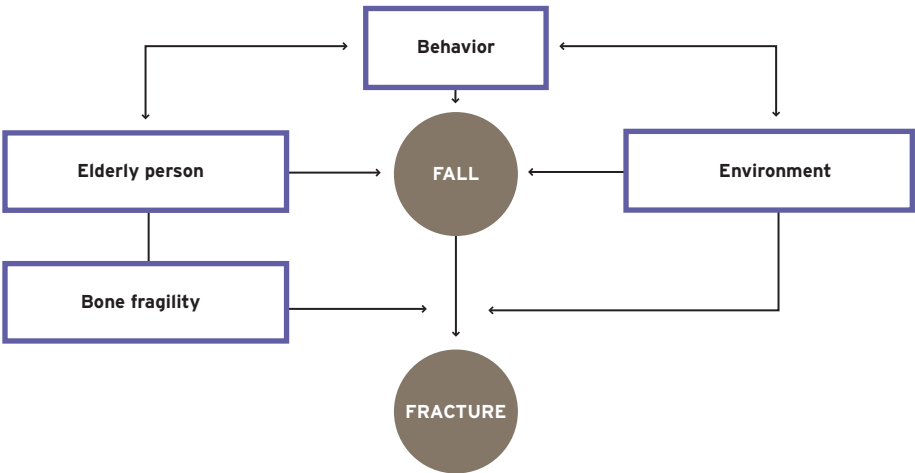 Behavior
Elderly person
FALL
Environment
Bone fragility
FRACTURE